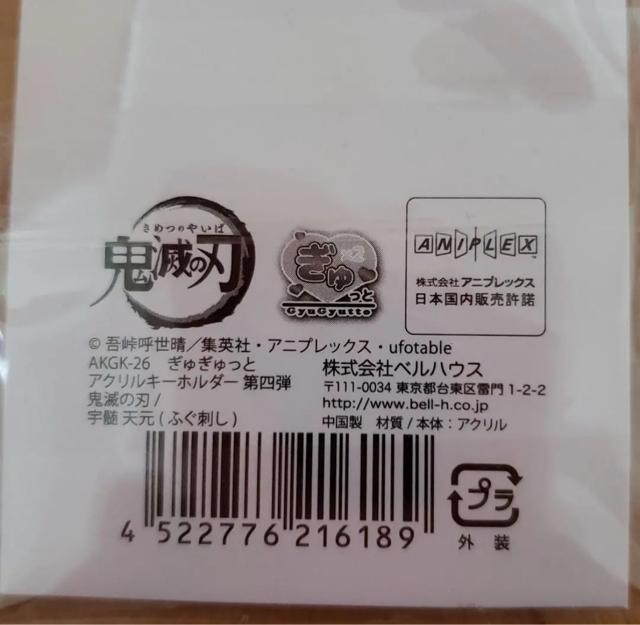 きめつのやいば
鬼滅の刃
ぎゅっと
×2
GyuGyutto
ANIPLEX
株式会社アニプレックス
日本国内販売許諾
© 吾峠呼世晴／集英社・アニプレックス・ufotable
AKGK-26 ぎゅぎゅっと
アクリルキーホルダー 第四弾
鬼滅の刃 /
宇髄 天元 ( ふぐ刺し )
株式会社ベルハウス
〒111-0034 東京都台東区雷門 1-2-2
http://www.bell-h.co.jp
中国製 材質 / 本体：アクリル
4 522776 216189
プラ
外 装